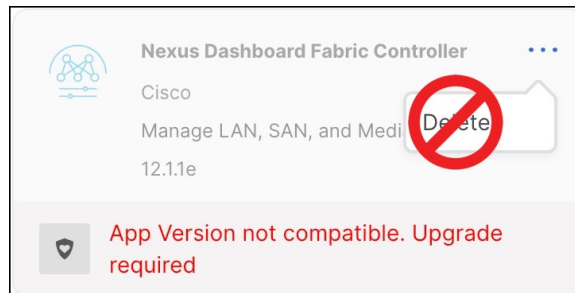 Nexus Dashboard Fabric Controller
Cisco
Manage LAN, SAN, and Medi
Delete
12.1.1e
App Version not compatible. Upgrade
required